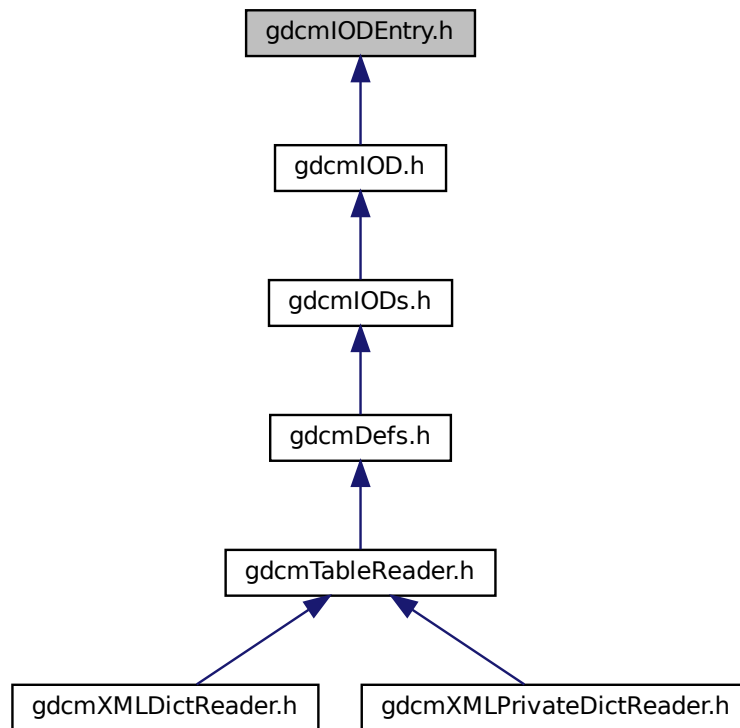 gdcmIODEntry.h
gdcmIOD.h
gdcmIODs.h
gdcmDefs.h
gdcmTableReader.h
gdcmXMLDictReader.h
gdcmXMLPrivateDictReader.h